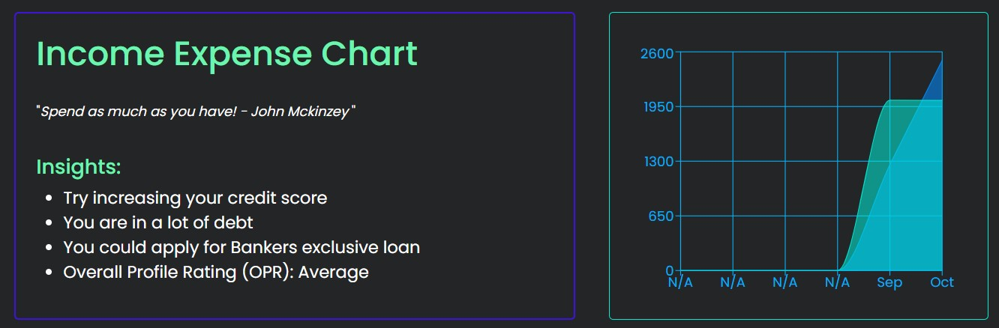 Income Expense Chart
"Spend as much as you have! - John Mckinzey"
Insights:
Try increasing your credit score
You are in a lot of debt
You could apply for Bankers exclusive loan
Overall Profile Rating (OPR): Average
2600
1950
1300
650
0
N/A N/A N/A N/A Sep Oct